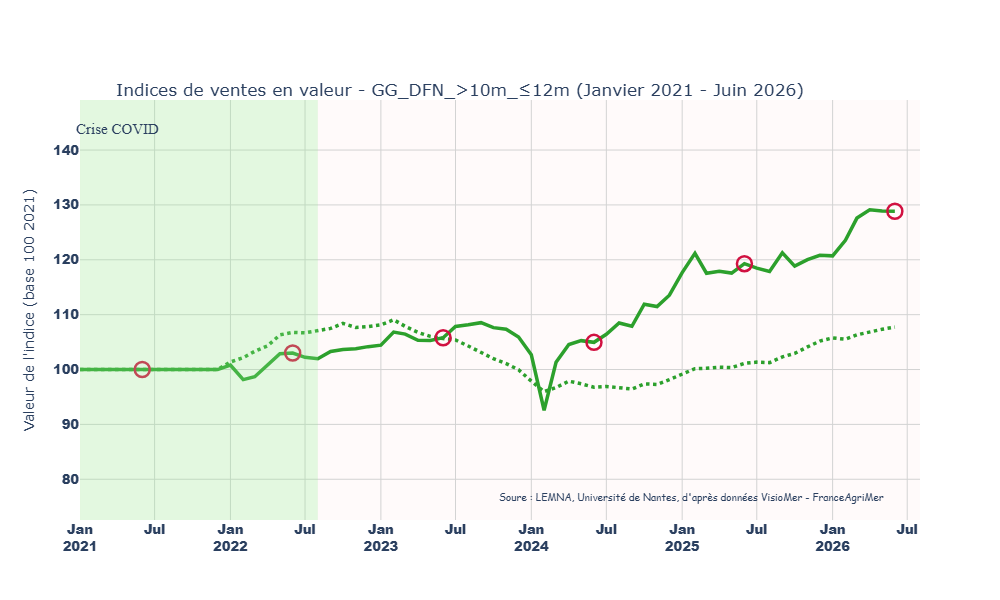 Indices de ventes en valeur - GG_DFN_>10m_≤12m (Janvier 2021 - Juin 2026)
Crise COVID
Valeur de l'indice (base 100 2021)
140
130
120
110
100
90
80
Soure : LEMNA, Université de Nantes, d'après données VisioMer - FranceAgriMer
Jan Jul Jan Jul Jan Jul Jan Jul Jan Jul Jan Jul
2021 2022 2023 2024 2025 2026